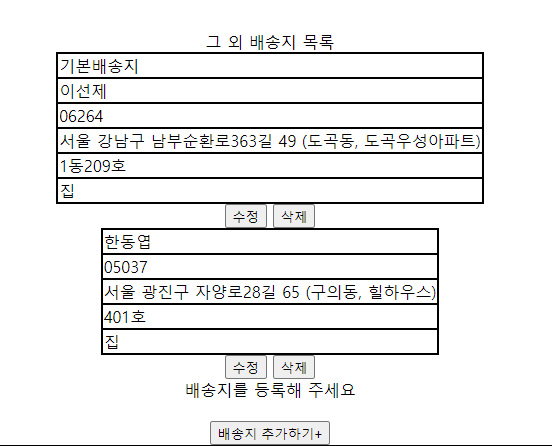 그 외 배송지 목록
기본배송지
이선제
06264
서울 강남구 남부순환로363길 49 (도곡동, 도곡우성아파트)
1동209호
집
수정 삭제
한동엽
05037
서울 광진구 자양로28길 65 (구의동, 힐하우스)
401호
집
수정 삭제
배송지를 등록해 주세요
배송지 추가하기+